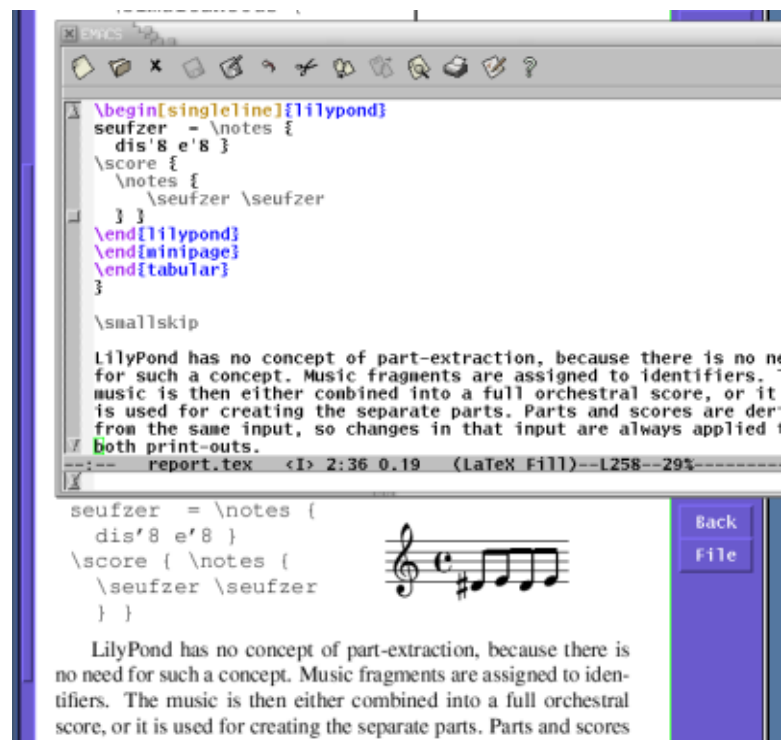 EMACS
\begin[singleline]{lilypond}
seufzer  = \notes {
  dis'8 e'8 }
\score {
  \notes {
     \seufzer \seufzer
  } }
\end{lilypond}
\end{minipage}
\end{tabular}
}
\smallskip
LilyPond has no concept of part-extraction, because there is no ne
for such a concept. Music fragments are assigned to identifiers. T
music is then either combined into a full orchestral score, or it
is used for creating the separate parts. Parts and scores are der
from the same input, so changes in that input are always applied t
both print-outs.
--:--   report.tex   <I> 2:36 0.19   (LaTeX Fill)--L258--29%--------
seufzer  = \notes {
  dis'8 e'8 }
\score { \notes {
  \seufzer \seufzer
  } }
Back
File
LilyPond has no concept of part-extraction, because there is
no need for such a concept. Music fragments are assigned to iden-
tifiers. The music is then either combined into a full orchestral
score, or it is used for creating the separate parts. Parts and scores